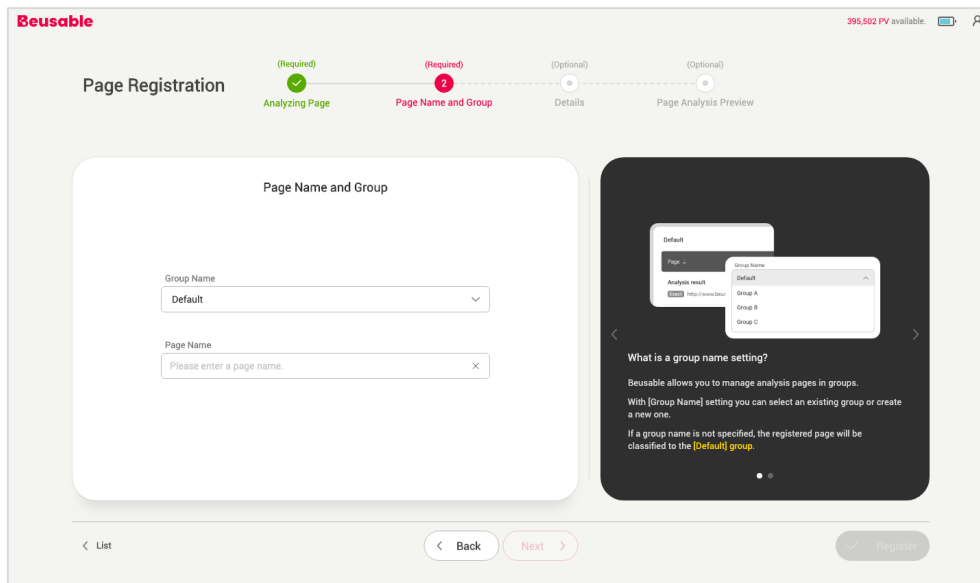 Beusable
395,502 PV available.
Page Registration
(Required)
Analyzing Page
(Required)
2
Page Name and Group
(Optional)
Details
(Optional)
Page Analysis Preview
Page Name and Group
Group Name
Default
Page Name
Please enter a page name.
Default
Page
Analysis result
Exact http://www.beus
Group Name
Default
Group A
Group B
Group C
What is a group name setting?
Beusable allows you to manage analysis pages in groups.
With [Group Name] setting you can select an existing group or create
a new one.
If a group name is not specified, the registered page will be
classified to the [Default] group.
List
Back
Next
Register